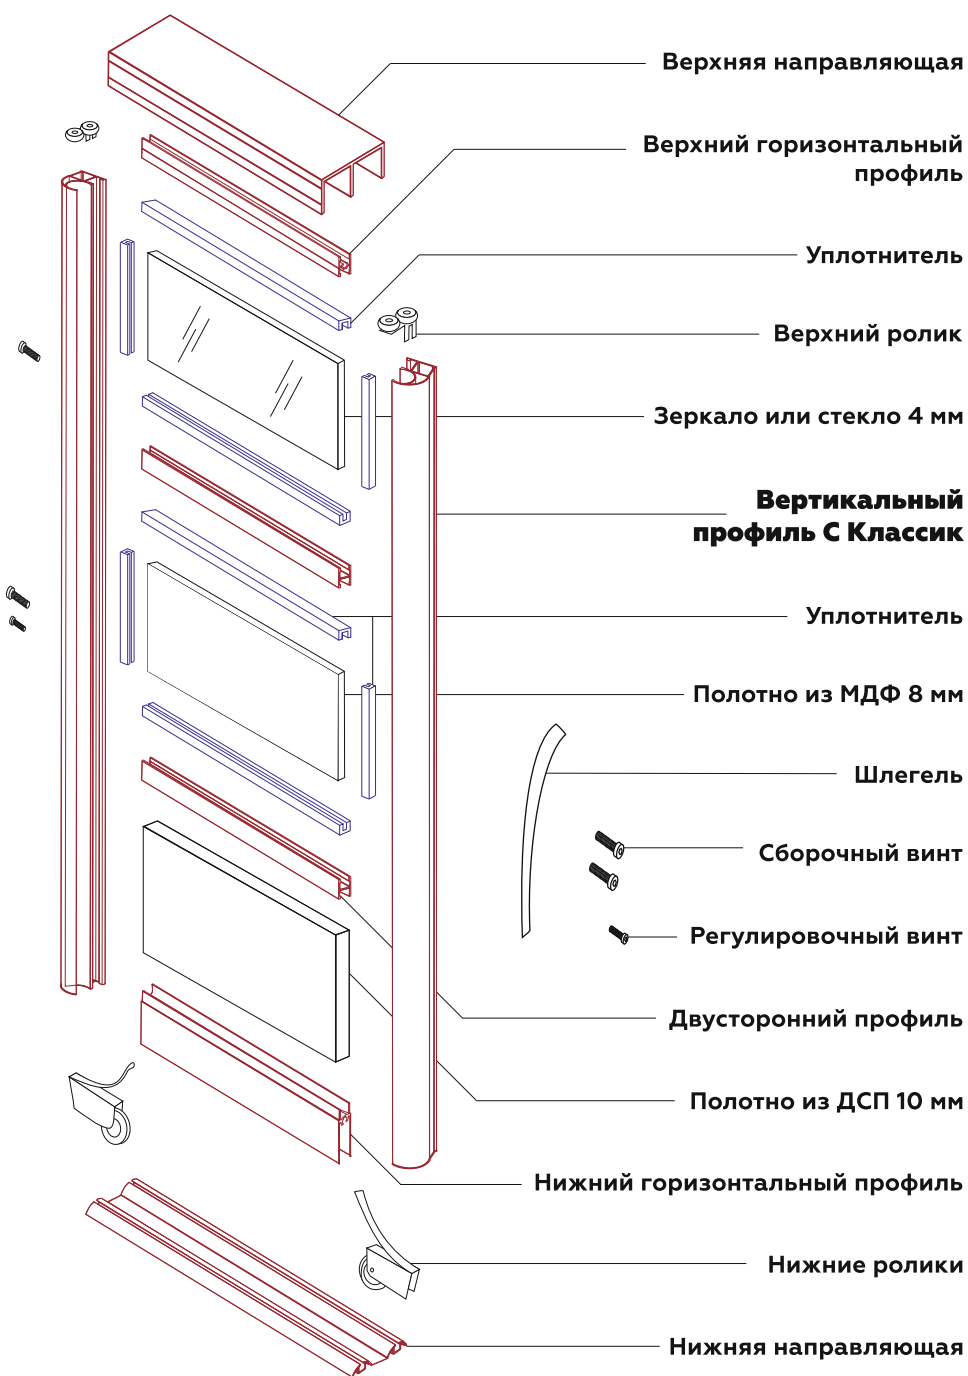 Верхняя направляющая
Верхний горизонтальный
профиль
Уплотнитель
Верхний ролик
Зеркало или стекло 4 мм
Вертикальный
профиль С Классик
Уплотнитель
Полотно из МДФ 8 мм
Шлегель
Сборочный винт
Регулировочный винт
Двусторонний профиль
Полотно из ДСП 10 мм
Нижний горизонтальный профиль
Нижние ролики
Нижняя направляющая